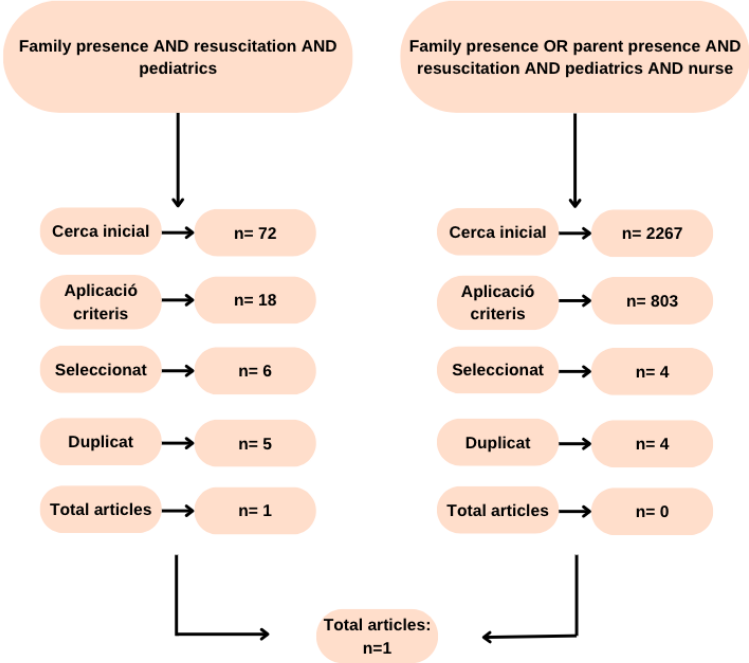 Family presence AND resuscitation AND
pediatrics
Family presence OR parent presence AND
resuscitation AND pediatrics AND nurse
Cerca inicial
n= 72
Aplicació
criteris
n= 18
Seleccionat
n= 6
Duplicat
n= 5
Total articles
n= 1
Cerca inicial
n= 2267
Aplicació
criteris
n= 803
Seleccionat
n= 4
Duplicat
n= 4
Total articles
n= 0
Total articles:
n=1